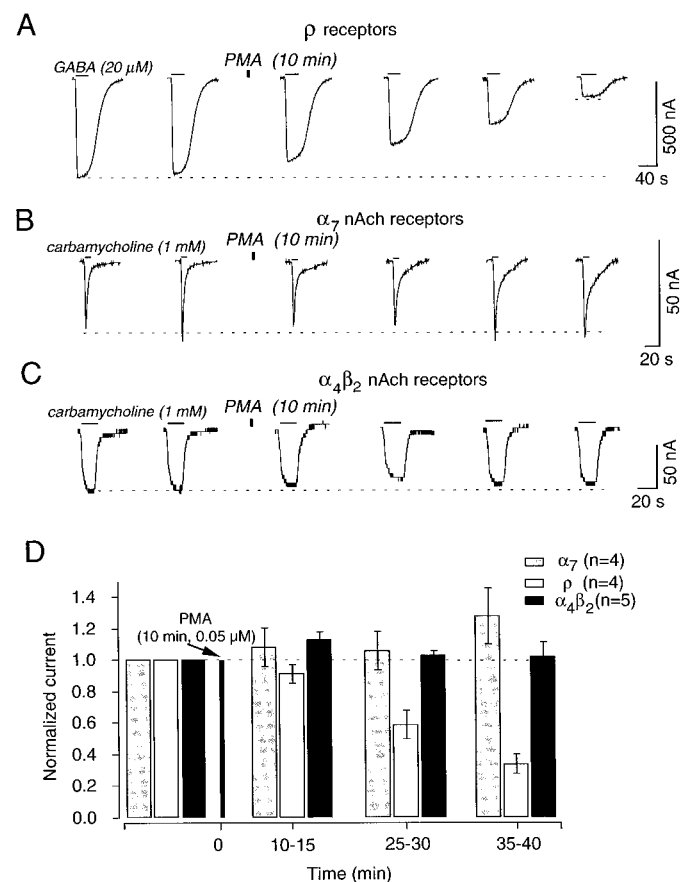 A
ρ receptors
GABA (20 µM)
PMA (10 min)
500 nA
40 s
B
α7 nAch receptors
carbamycholine (1 mM)
PMA (10 min)
50 nA
20 s
C
α4β2 nAch receptors
carbamycholine (1 mM)
PMA (10 min)
50 nA
20 s
D
α7 (n=4)
ρ (n=4)
α4β2(n=5)
PMA
(10 min, 0.05 µM)
Normalized current
1.4
1.2
1.0
0.8
0.6
0.4
0.2
0.0
0
10-15
25-30
35-40
Time (min)